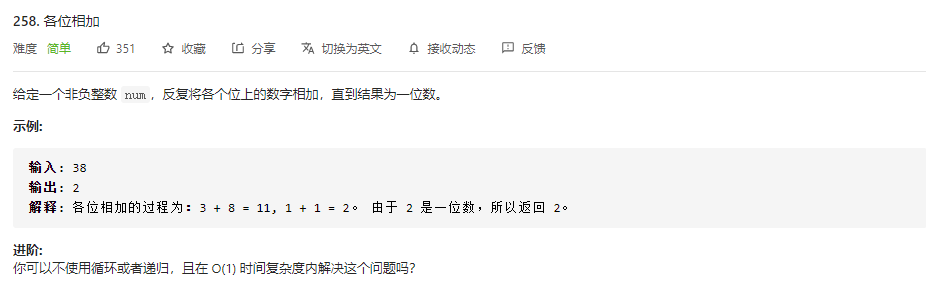 258. 各位相加
难度 简单 351 收藏 分享 切换为英文 接收动态 反馈
给定一个非负整数 num，反复将各个位上的数字相加，直到结果为一位数。
示例:
输入: 38
输出: 2
解释: 各位相加的过程为：3 + 8 = 11, 1 + 1 = 2。 由于 2 是一位数，所以返回 2。
进阶:
你可以不使用循环或者递归，且在 O(1) 时间复杂度内解决这个问题吗？